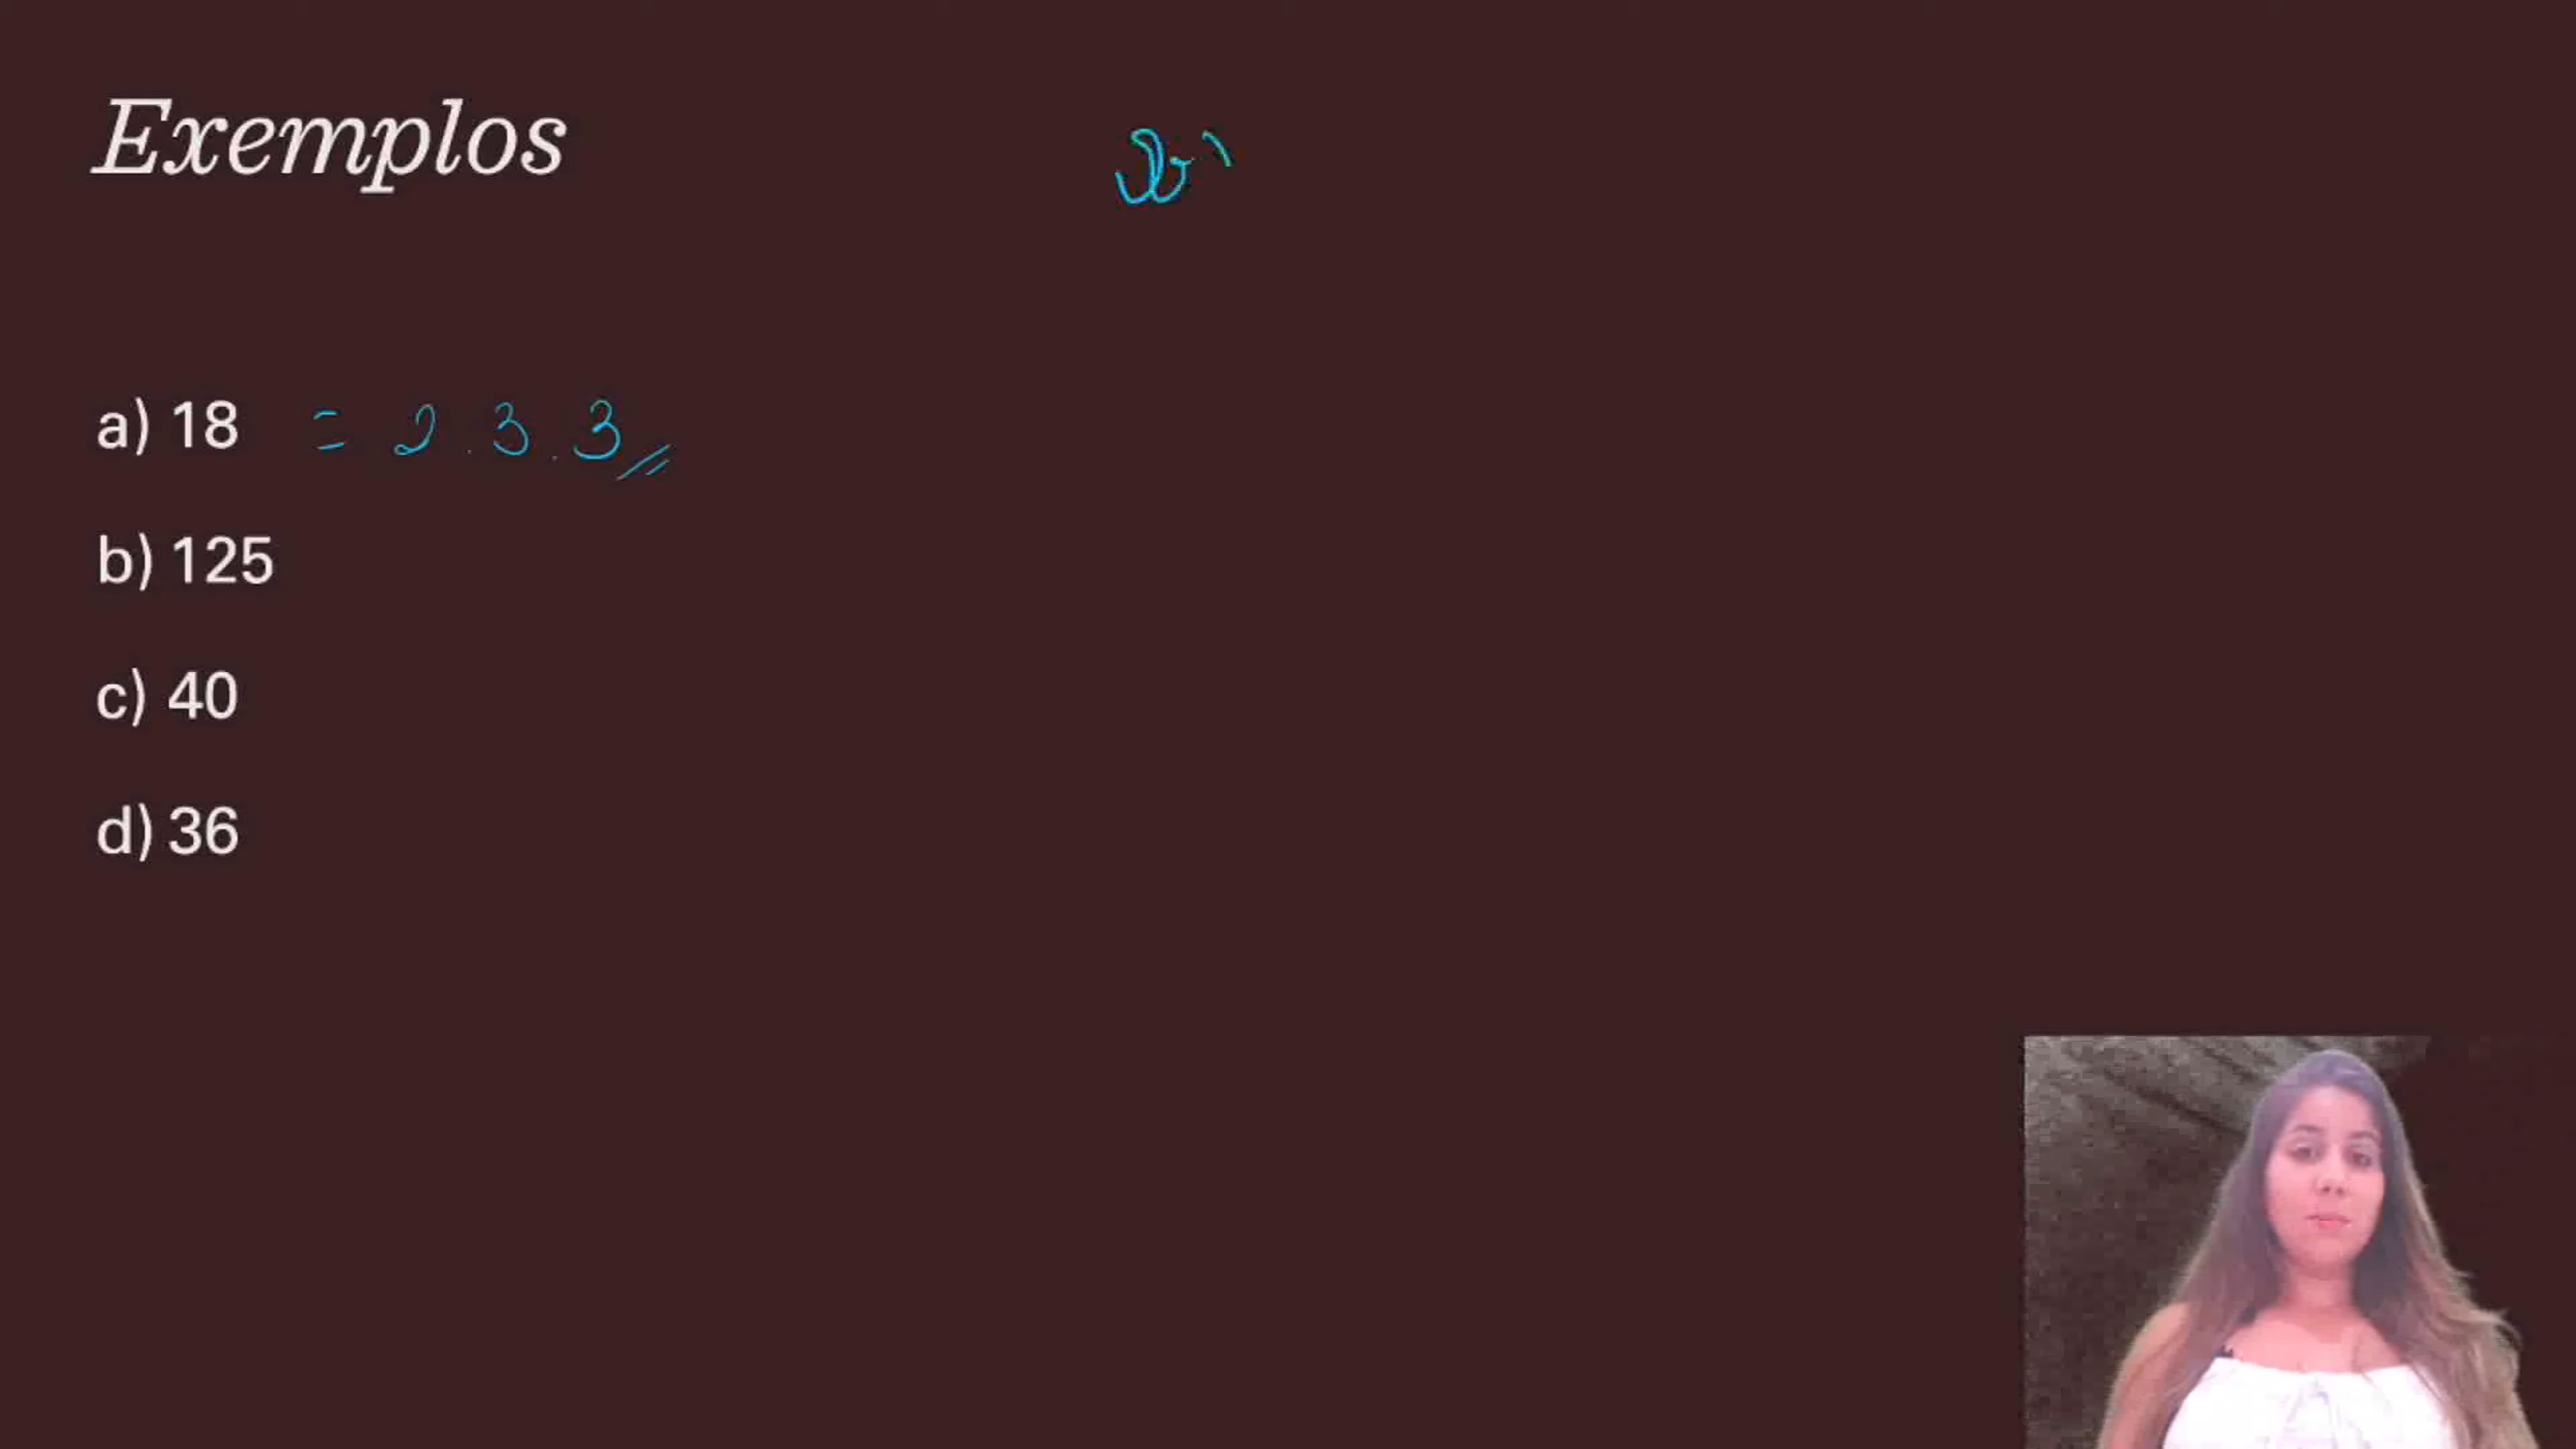 Exemplos
a) 18 = 2 . 3 . 3
b) 125
c) 40
d) 36